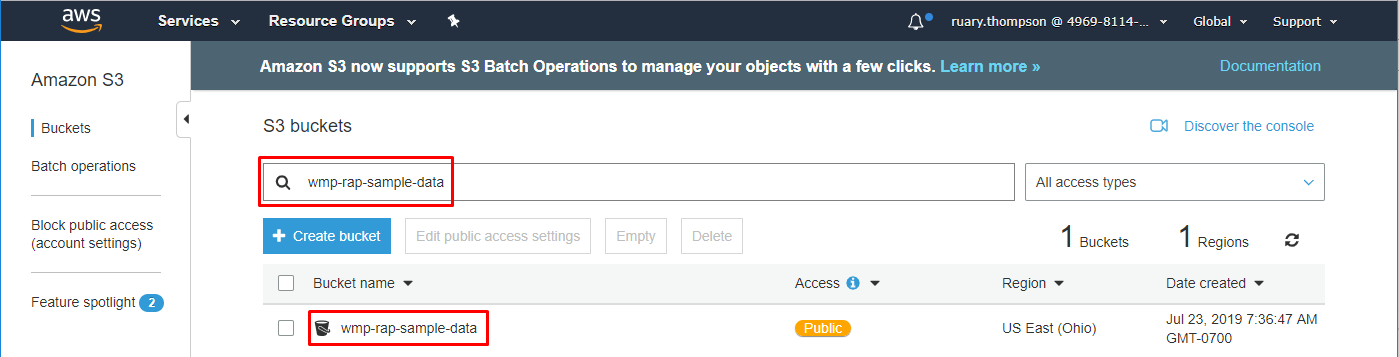 aws
Services
Resource Groups
ruary.thompson @ 4969-8114-...
Global
Support
Amazon S3
Buckets
Batch operations
Block public access
(account settings)
Feature spotlight 2
Amazon S3 now supports S3 Batch Operations to manage your objects with a few clicks. Learn more »
Documentation
S3 buckets
Discover the console
wmp-rap-sample-data
All access types
+ Create bucket
Edit public access settings
Empty
Delete
1 Buckets
1 Regions
Bucket name
Access
Region
Date created
wmp-rap-sample-data
Public
US East (Ohio)
Jul 23, 2019 7:36:47 AM
GMT-0700